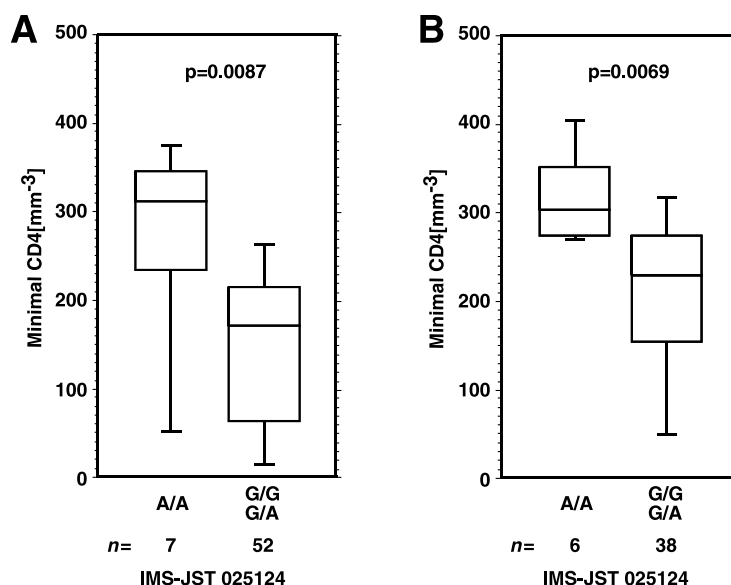 A
B
500
400
300
200
100
0
Minimal CD4[mm-3]
p=0.0087
A/A
G/G
G/A
n= 7 52
IMS-JST 025124
500
400
300
200
100
0
Minimal CD4[mm-3]
p=0.0069
A/A
G/G
G/A
n= 6 38
IMS-JST 025124